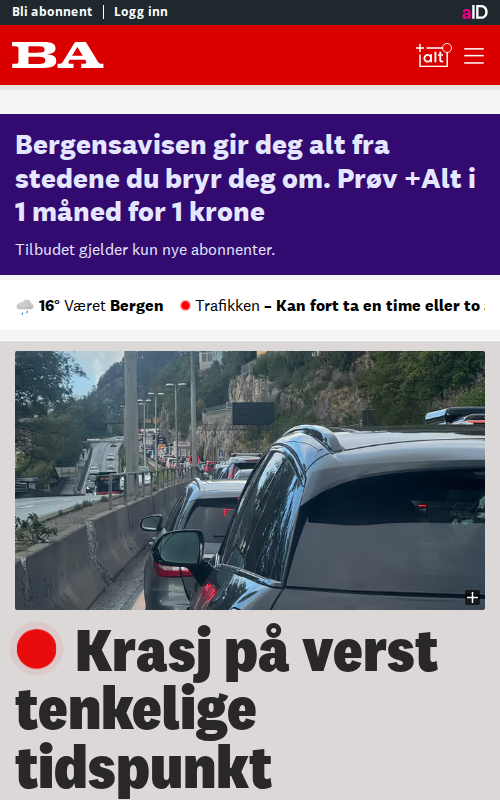 Bli abonnent | Logg inn
aID
BA
+alt
Bergensavisen gir deg alt fra
stedene du bryr deg om. Prøv +Alt i
1 måned for 1 krone
Tilbudet gjelder kun nye abonnenter.
16° Været Bergen Trafikken – Kan fort ta en time eller to
Krasj på verst
tenkelige
tidspunkt